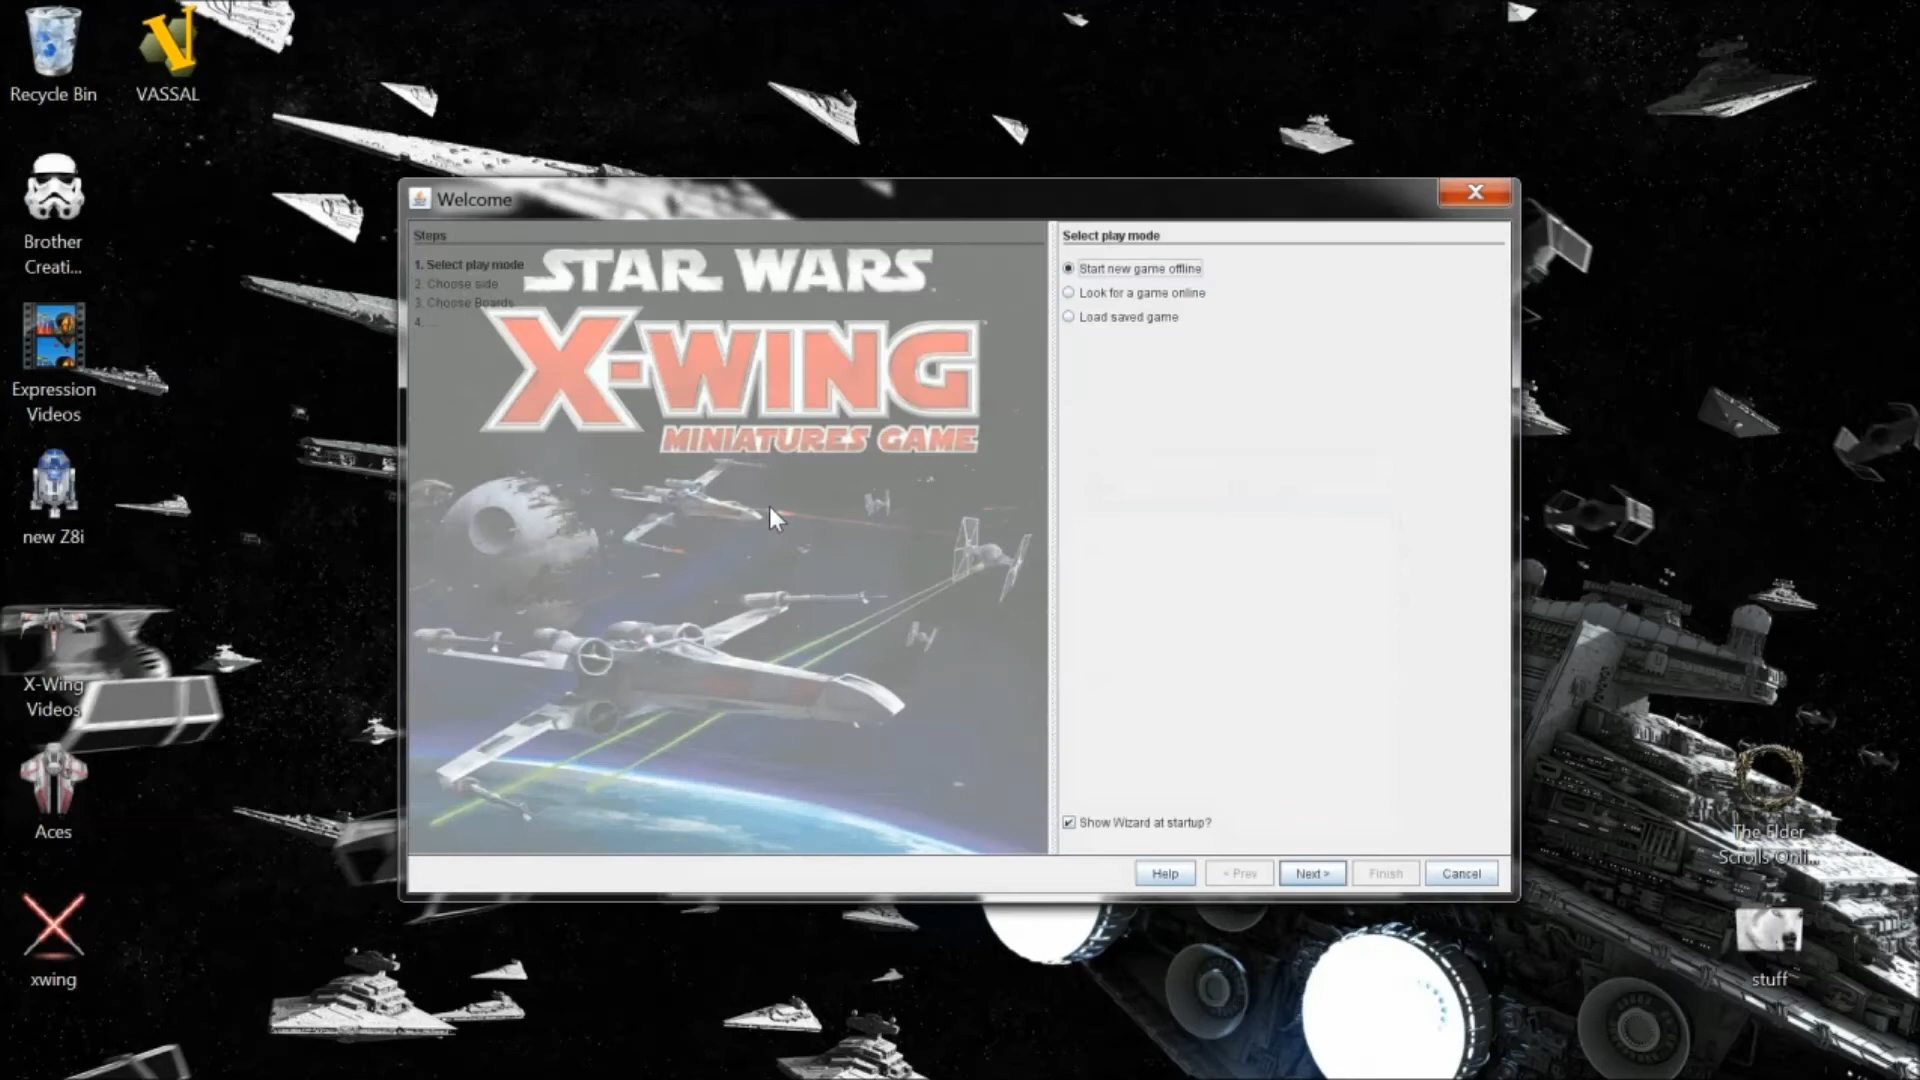 Recycle Bin
VASSAL
Brother
Creati...
Expression
Videos
new Z8i
X-Wing
Videos
Aces
xwing
Welcome
Steps
1. Select play mode
2. Choose side
3. Choose Boards
4. ...
STAR WARS
X-WING
MINIATURES GAME
Select play mode
Start new game offline
Look for a game online
Load saved game
Show Wizard at startup?
Help
< Prev
Next >
Finish
Cancel
The Elder
Scrolls Onli...
stuff